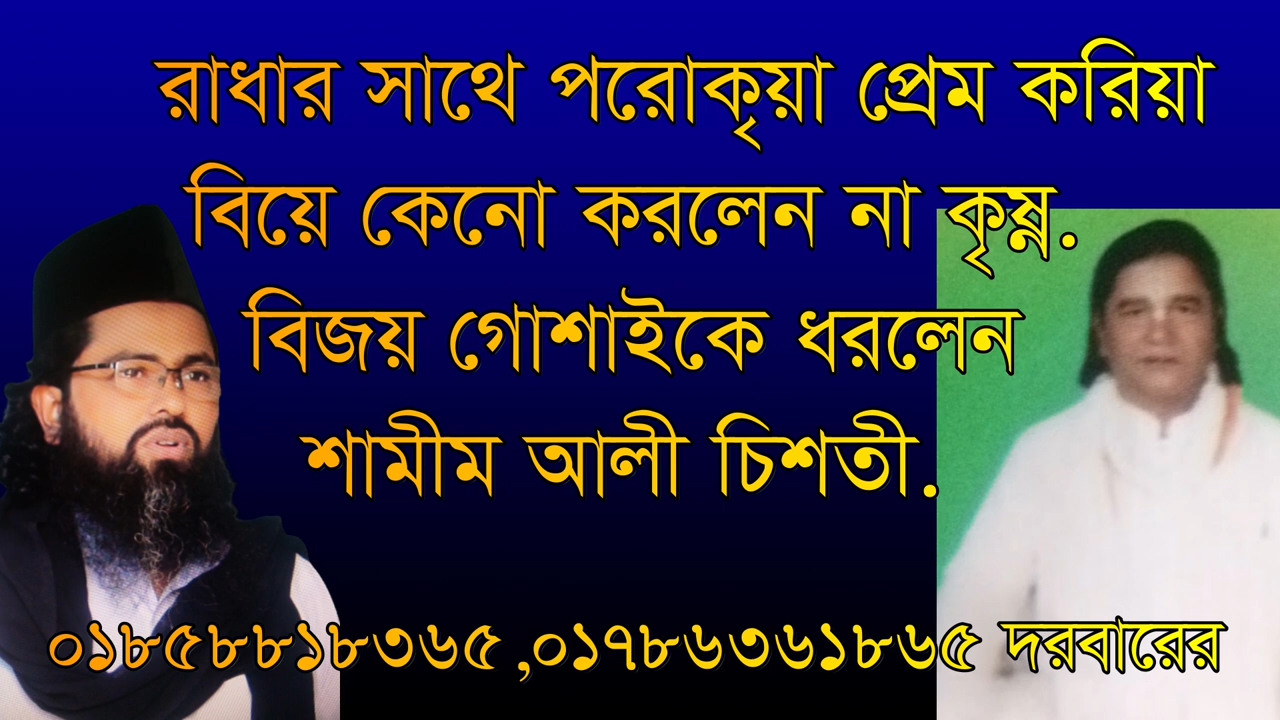 রাধার সাথে পরোকৃয়া প্রেম করিয়া
বিয়ে কেনো করলেন না কৃষ্ণ.
বিজয় গোশাইকে ধরলেন
শামীম আলী চিশতী.
০১৮৫৮৮১৮৩৬৫ ,০১৭৮৬৩৬১৮৬৫ দরবারের